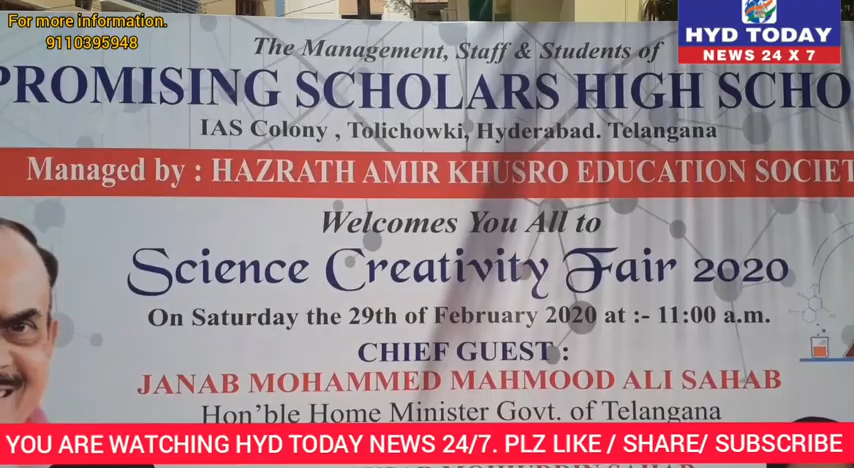 For more information.
9110395948
HYD TODAY
NEWS 24 X 7
The Management, Staff & Students of
PROMISING SCHOLARS HIGH SCHO
IAS Colony , Tolichowki, Hyderabad. Telangana
Managed by : HAZRATH AMIR KHUSRO EDUCATION SOCIET
Welcomes You All to
Science Creativity Fair 2020
On Saturday the 29th of February 2020 at :- 11:00 a.m.
CHIEF GUEST :
JANAB MOHAMMED MAHMOOD ALI SAHAB
Hon'ble Home Minister Govt. of Telangana
YOU ARE WATCHING HYD TODAY NEWS 24/7. PLZ LIKE / SHARE/ SUBSCRIBE